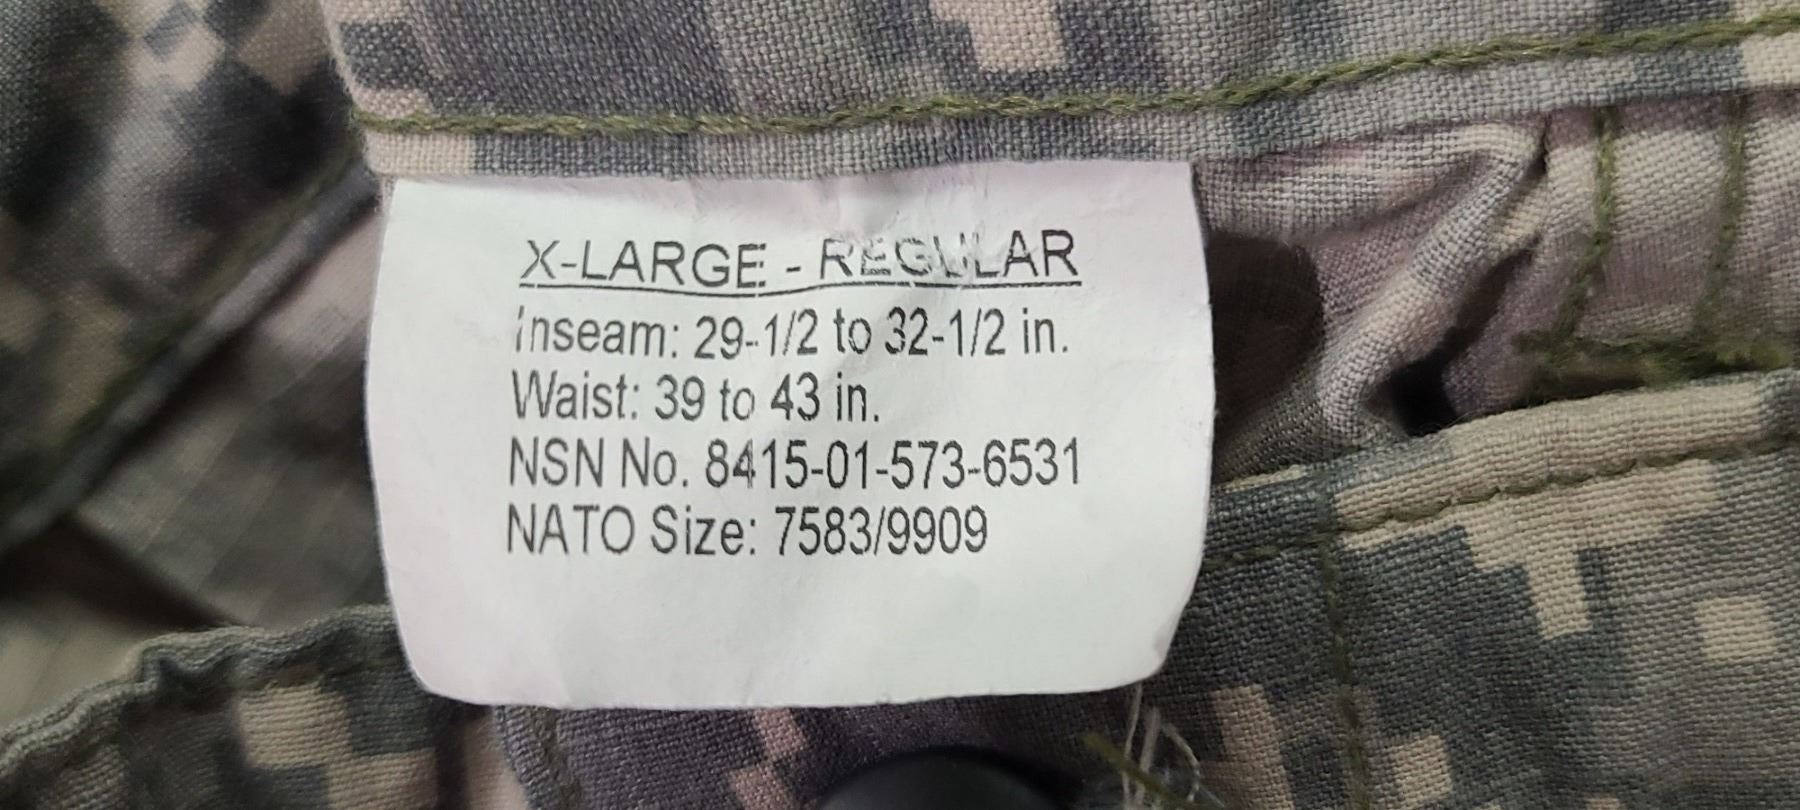 X-LARGE - REGULAR
Inseam: 29-1/2 to 32-1/2 in.
Waist: 39 to 43 in.
NSN No. 8415-01-573-6531
NATO Size: 7583/9909